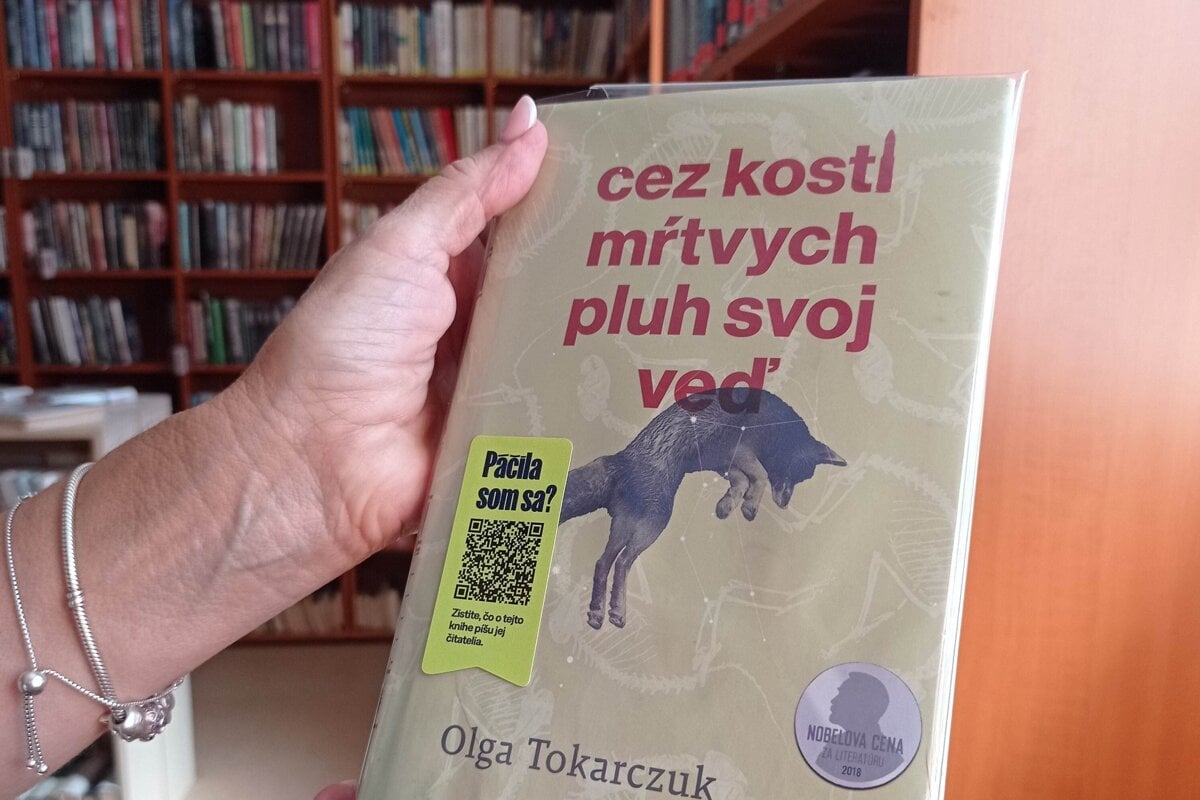 cez kosti
mŕtvych
pluh svoj
veď
Páčila
som sa?
Zistite, čo o tejto
knihe píšu jej
čitatelia.
Olga Tokarczuk
NOBELOVA CENA
ZA LITERATÚRU
2018